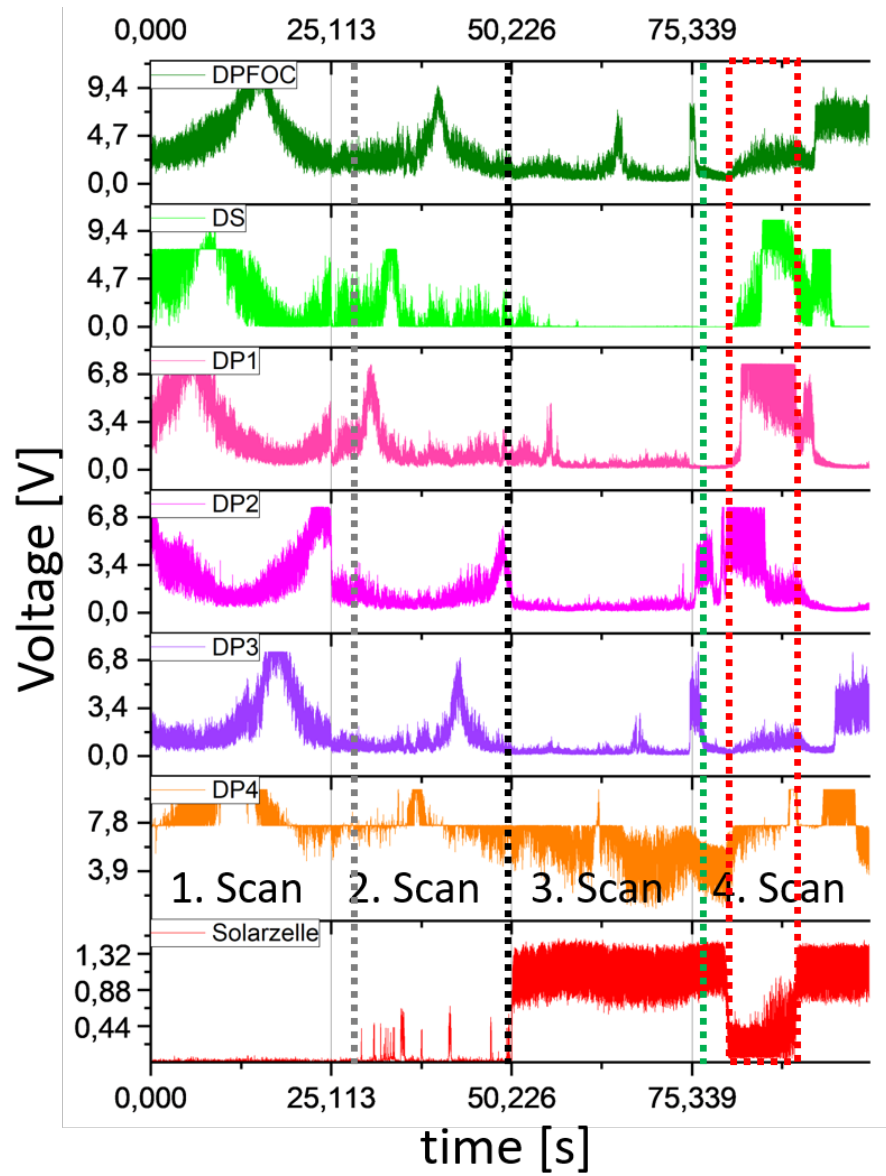 0,000 25,113 50,226 75,339
DPFOC
9,4
4,7
0,0
DS
9,4
4,7
0,0
DP1
6,8
3,4
0,0
DP2
6,8
3,4
0,0
DP3
6,8
3,4
0,0
DP4
7,8
3,9
1. Scan 2. Scan 3. Scan 4. Scan
Solarzelle
1,32
0,88
0,44
0,000 25,113 50,226 75,339
time [s]
Voltage [V]